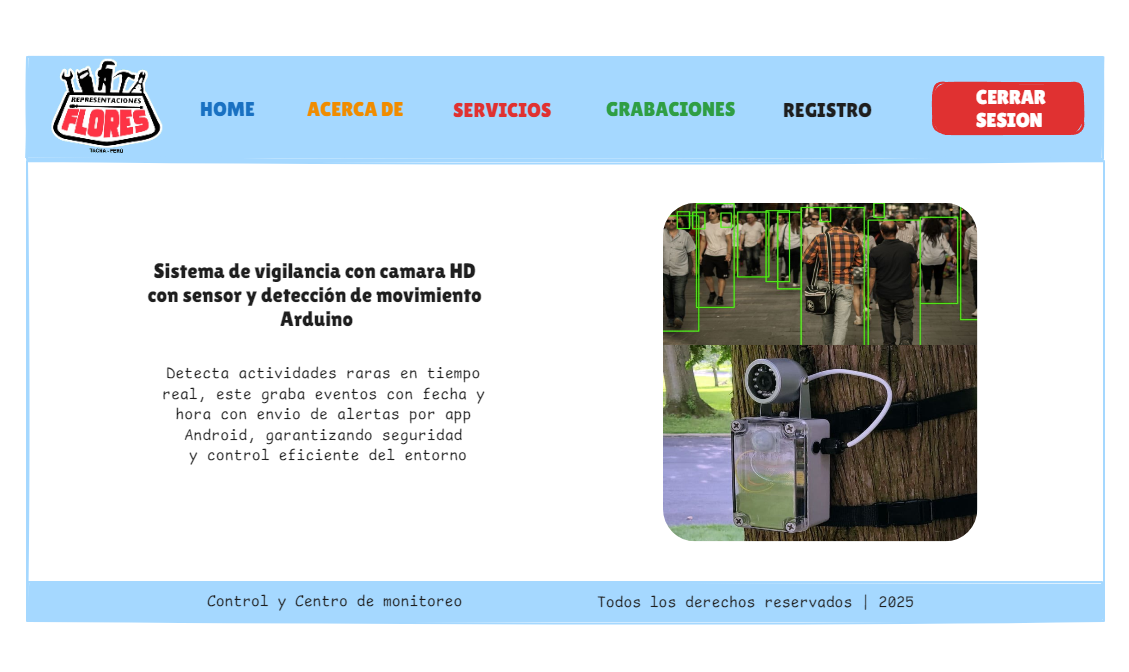 REPRESENTACIONES
FLORES
TACNA - PERÚ
HOME
ACERCA DE
SERVICIOS
GRABACIONES
REGISTRO
CERRAR
SESION
Sistema de vigilancia con camara HD
con sensor y detección de movimiento
Arduino
Detecta actividades raras en tiempo
real, este graba eventos con fecha y
hora con envio de alertas por app
Android, garantizando seguridad
y control eficiente del entorno
Control y Centro de monitoreo
Todos los derechos reservados | 2025